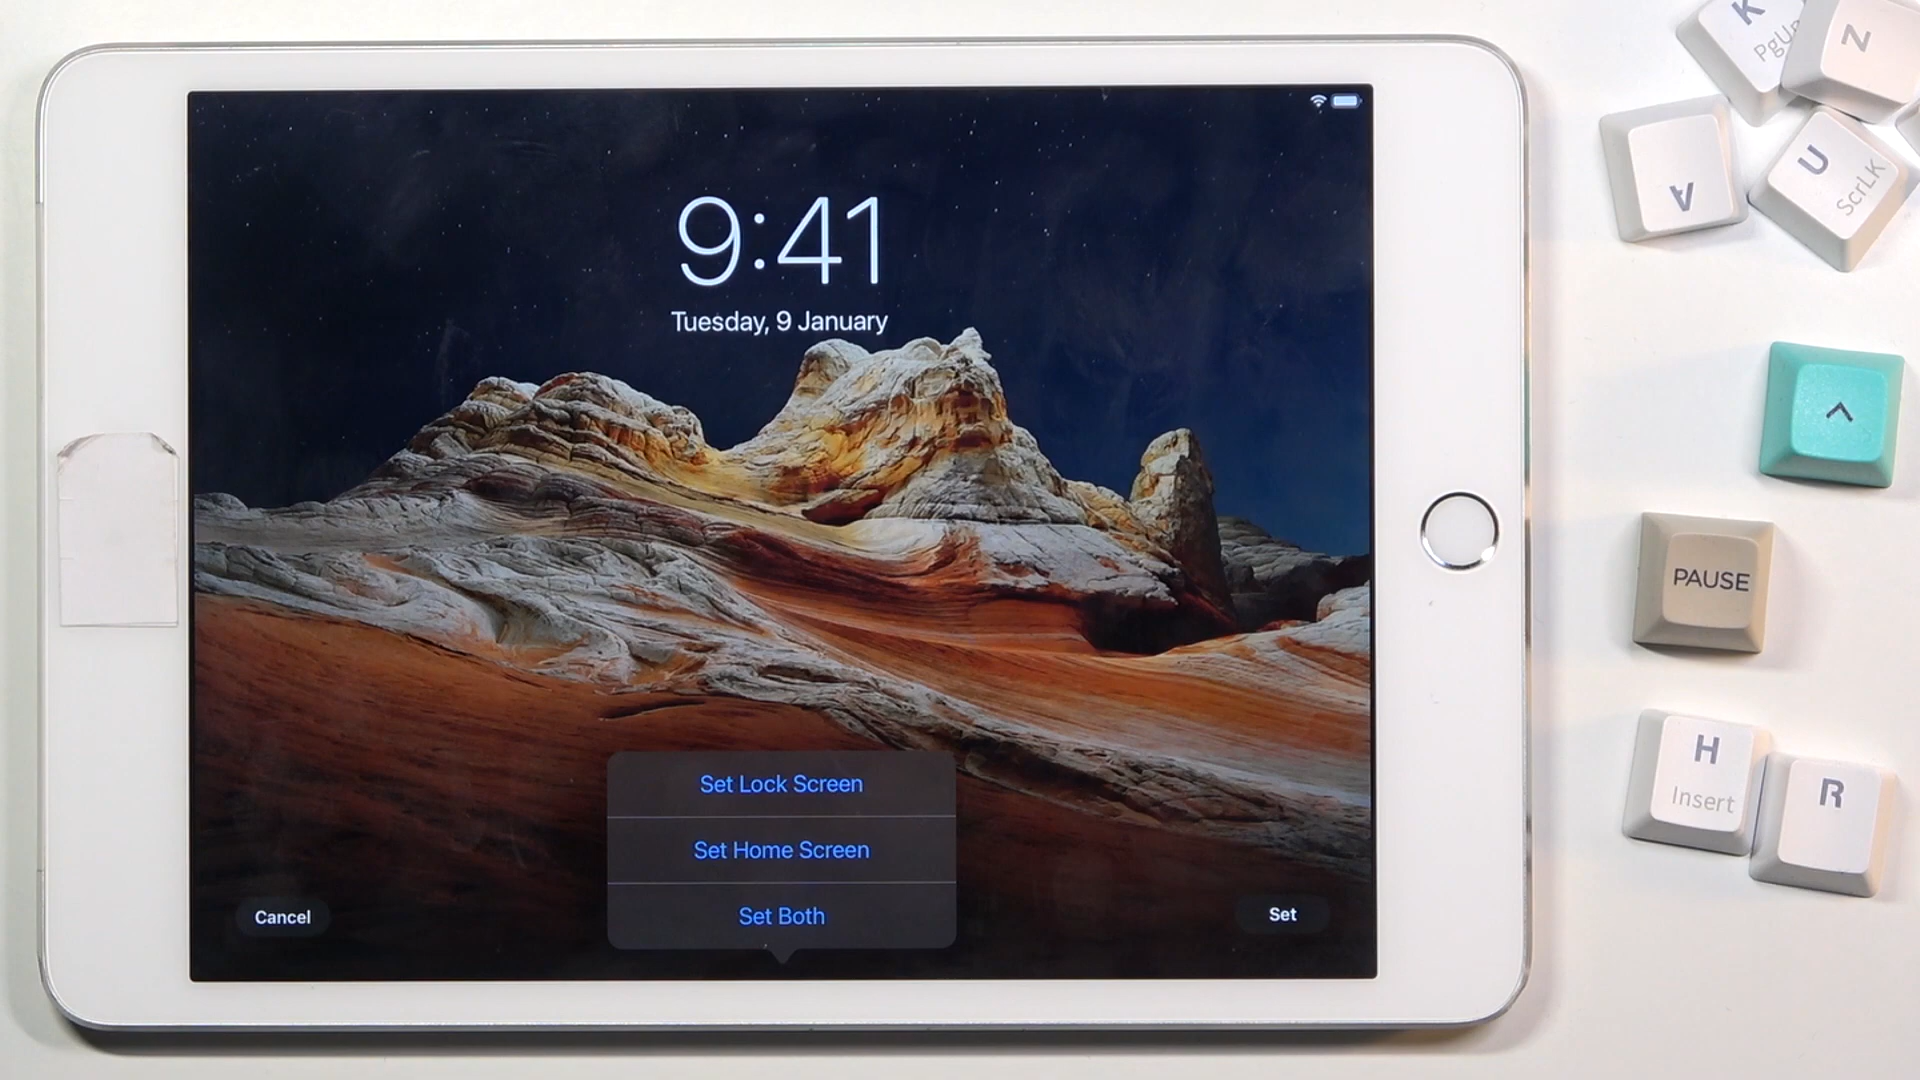 9:41
Tuesday, 9 January
Set Lock Screen
Set Home Screen
Set Both
Cancel
Set
K
PgUp
Z
A
U
ScrLK
^
PAUSE
H
Insert
R